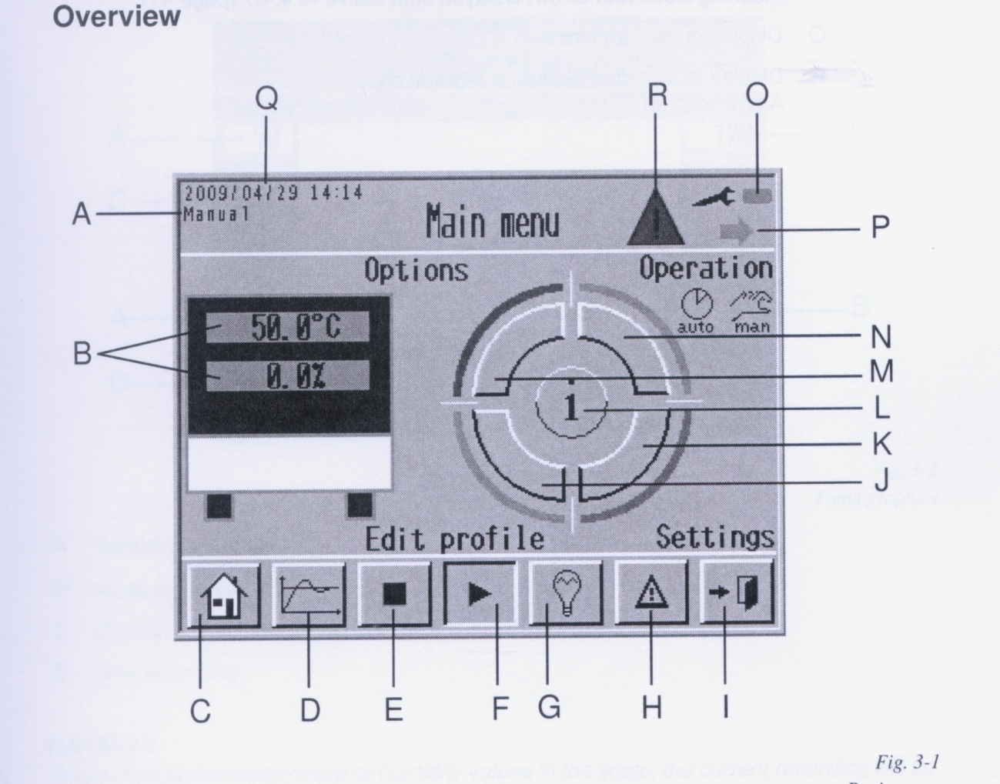 Overview
Q
R
O
2009/04/29 14:14
A
Manual
Main menu
P
Options
Operation
auto
man
50.0°C
N
B
0.0%
M
i
L
K
J
Edit profile
Settings
C
D
E
F
G
H
I
Fig. 3-1